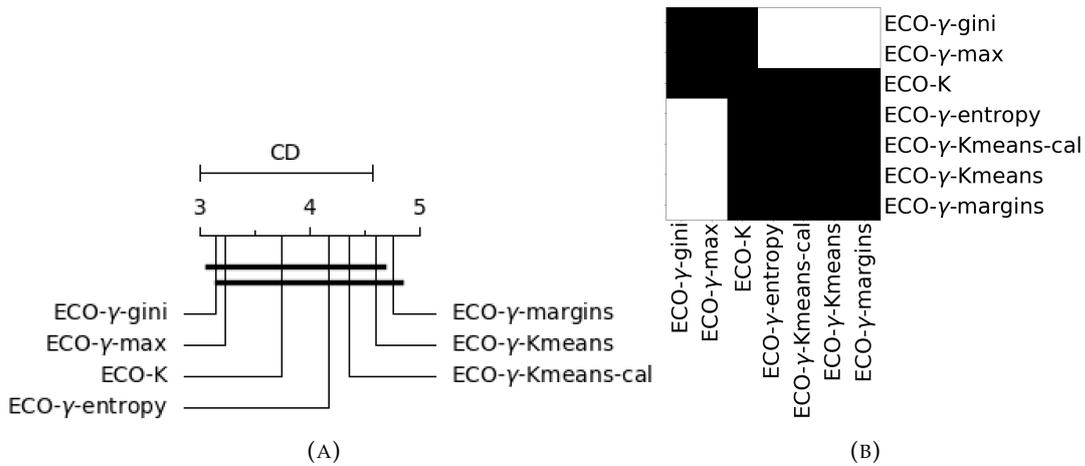 CD
3 4 5
ECO-γ-gini
ECO-γ-max
ECO-K
ECO-γ-entropy
ECO-γ-margins
ECO-γ-Kmeans
ECO-γ-Kmeans-cal
(A)
ECO-γ-gini
ECO-γ-max
ECO-K
ECO-γ-entropy
ECO-γ-Kmeans-cal
ECO-γ-Kmeans
ECO-γ-margins
ECO-γ-gini
ECO-γ-max
ECO-K
ECO-γ-entropy
ECO-γ-Kmeans-cal
ECO-γ-Kmeans
ECO-γ-margins
(B)